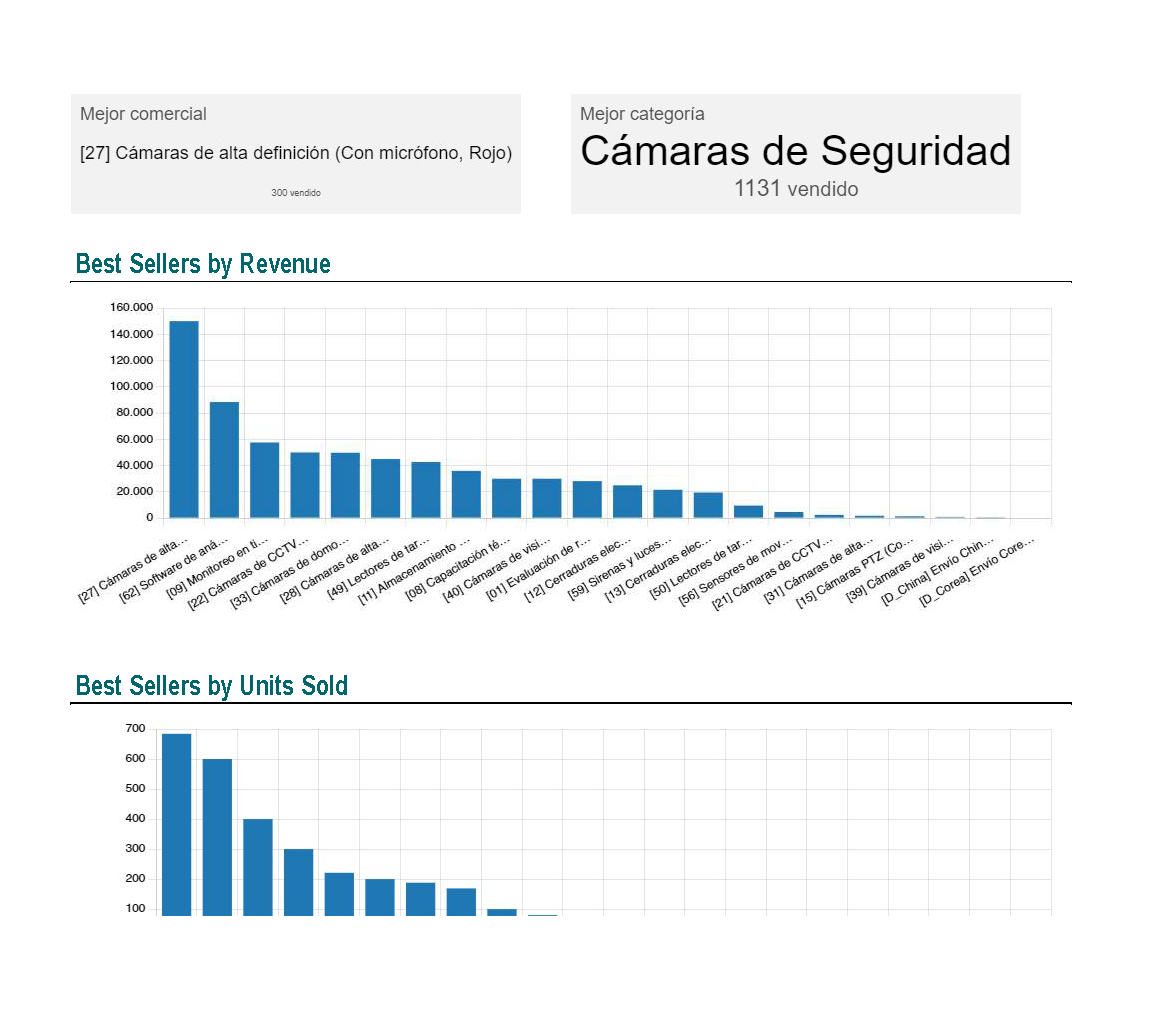 Mejor comercial
[27] Cámaras de alta definición (Con micrófono, Rojo)
300 vendido
Mejor categoría
Cámaras de Seguridad
1131 vendido
Best Sellers by Revenue
160.000
140.000
120.000
100.000
80.000
60.000
40.000
20.000
0
[27] Cámaras de alta...
[62] Software de aná...
[09] Monitoreo en ti...
[22] Cámaras de CCTV...
[33] Cámaras de domo...
[28] Cámaras de alta...
[49] Lectores de tar...
[11] Almacenamiento ...
[08] Capacitación té...
[40] Cámaras de visi...
[01] Evaluación de r...
[12] Cerraduras elec...
[59] Sirenas y luces...
[13] Cerraduras elec...
[50] Lectores de tar...
[56] Sensores de mov...
[21] Cámaras de CCTV...
[31] Cámaras de alta...
[15] Cámaras PTZ (Co...
[39] Cámaras de visi...
[D_China] Envío Chin...
[D_Corea] Envío Core...
Best Sellers by Units Sold
700
600
500
400
300
200
100